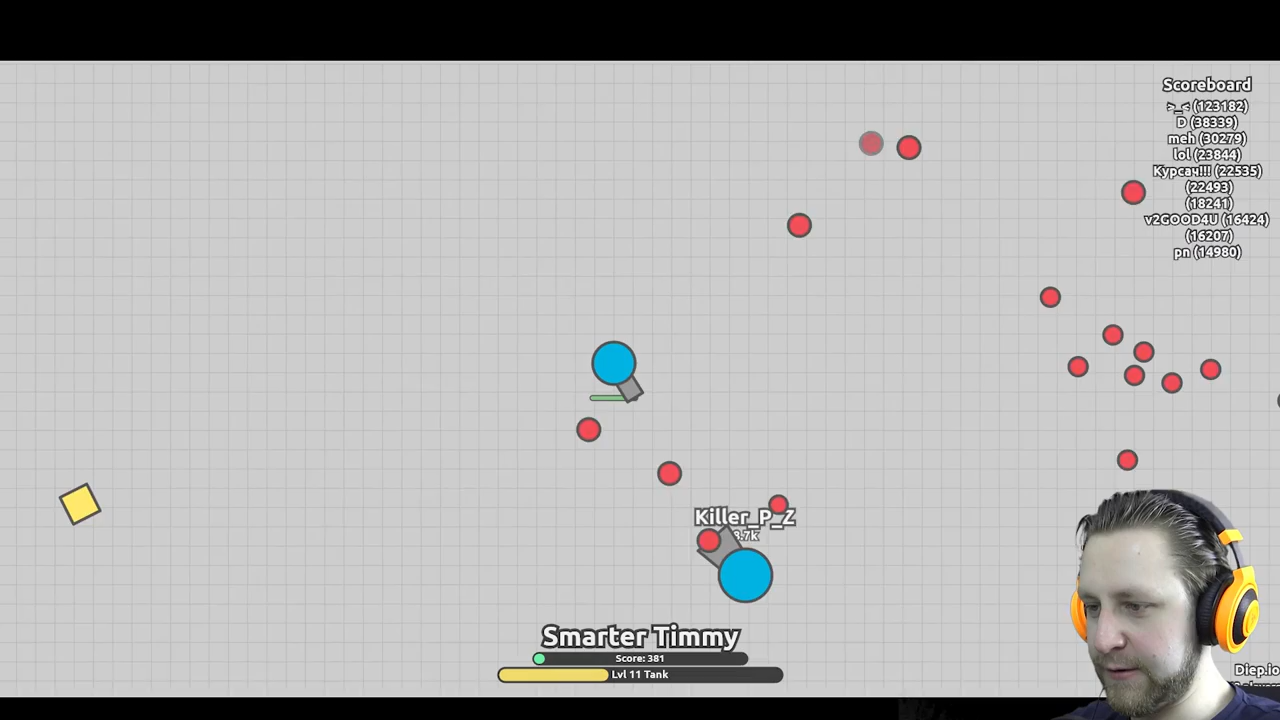 Scoreboard
>_< (123182)
D (38339)
meh (30279)
lol (23844)
Курсач!!! (22535)
(22493)
(18241)
v2GOOD4U (16424)
(16207)
pn (14980)
Killer_P_Z
Smarter Timmy
Score: 381
Lvl 11 Tank
Diep.io